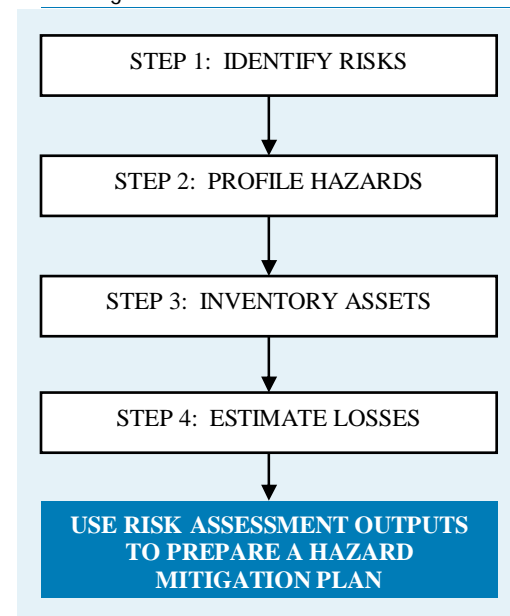 STEP 1: IDENTIFY RISKS
STEP 2: PROFILE HAZARDS
STEP 3: INVENTORY ASSETS
STEP 4: ESTIMATE LOSSES
USE RISK ASSESSMENT OUTPUTS
TO PREPARE A HAZARD
MITIGATION PLAN